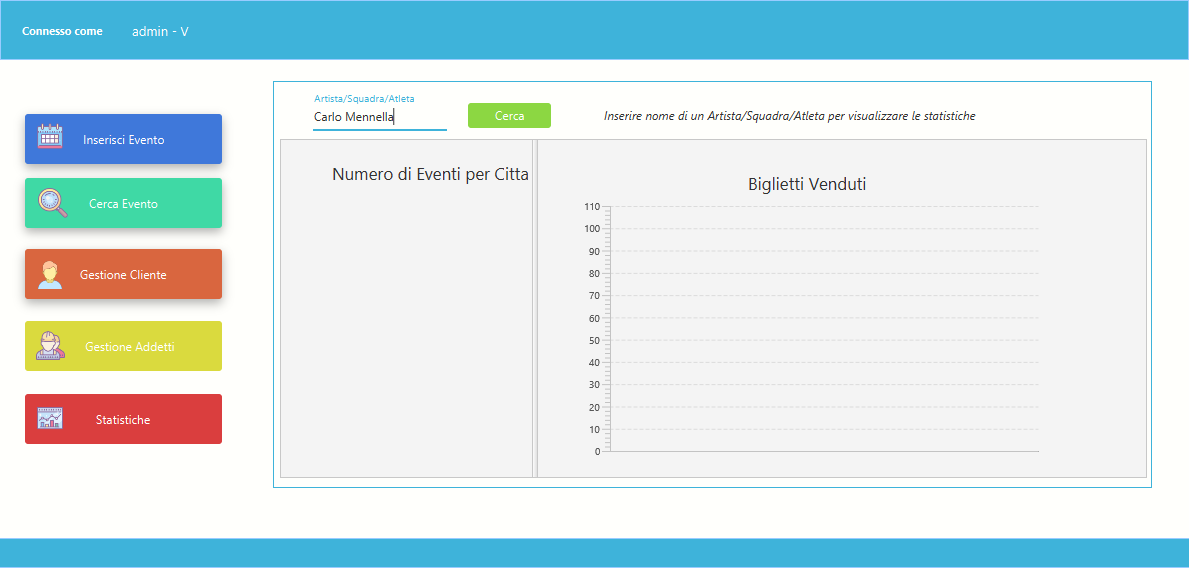 Connesso come admin - V
Inserisci Evento
Cerca Evento
Gestione Cliente
Gestione Addetti
Statistiche
Artista/Squadra/Atleta
Carlo Mennella
Cerca
Inserire nome di un Artista/Squadra/Atleta per visualizzare le statistiche
Numero di Eventi per Citta
Biglietti Venduti
110
100
90
80
70
60
50
40
30
20
10
0